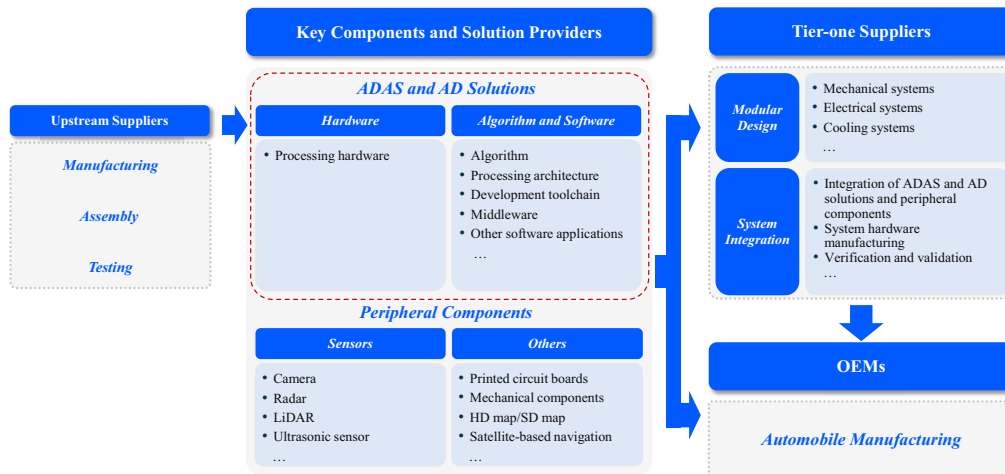 Upstream Suppliers
Manufacturing
Assembly
Testing
Key Components and Solution Providers
ADAS and AD Solutions
Hardware
• Processing hardware
Algorithm and Software
• Algorithm
• Processing architecture
• Development toolchain
• Middleware
• Other software applications
…
Peripheral Components
Sensors
• Camera
• Radar
• LiDAR
• Ultrasonic sensor
…
Others
• Printed circuit boards
• Mechanical components
• HD map/SD map
• Satellite-based navigation
…
Tier-one Suppliers
Modular
Design
• Mechanical systems
• Electrical systems
• Cooling systems
…
System
Integration
• Integration of ADAS and AD
solutions and peripheral
components
• System hardware
manufacturing
• Verification and validation
…
OEMs
Automobile Manufacturing